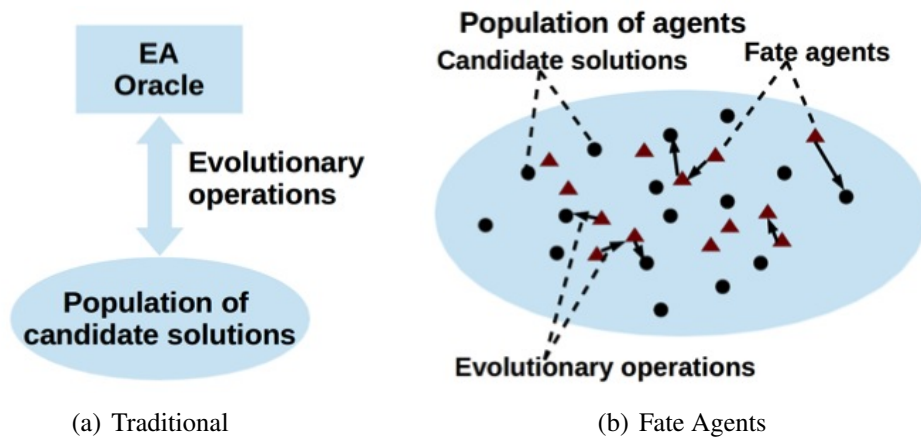 EA
Oracle
Evolutionary
operations
Population of
candidate solutions
(a) Traditional
Population of agents
Candidate solutions
Fate agents
Evolutionary operations
(b) Fate Agents